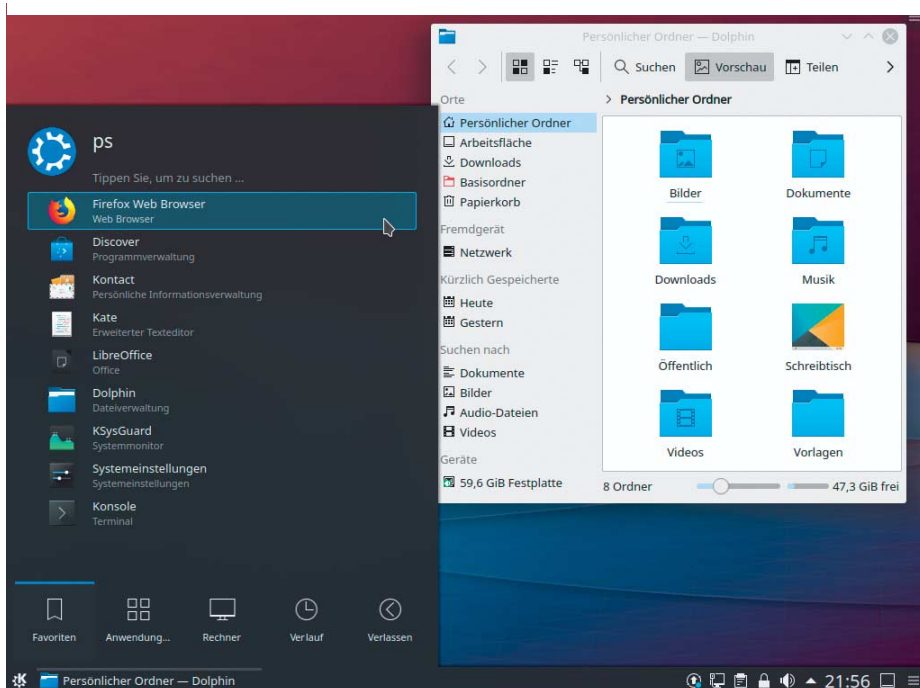 ps
Tippen Sie, um zu suchen ...
Firefox Web Browser
Web Browser
Discover
Programmverwaltung
Kontact
Persönliche Informationsverwaltung
Kate
Erweiterter Texteditor
LibreOffice
Office
Dolphin
Dateiverwaltung
KSysGuard
Systemmonitor
Systemeinstellungen
Systemeinstellungen
Konsole
Terminal
Favoriten Anwendung... Rechner Verlauf Verlassen
Persönlicher Ordner — Dolphin
Suchen Vorschau Teilen
Orte
Persönlicher Ordner
Arbeitsfläche
Downloads
Basisordner
Papierkorb
Fremdgerät
Netzwerk
Kürzlich Gespeicherte
Heute
Gestern
Suchen nach
Dokumente
Bilder
Audio-Dateien
Videos
Geräte
59,6 GiB Festplatte
> Persönlicher Ordner
Bilder Dokumente
Downloads Musik
Öffentlich Schreibtisch
Videos Vorlagen
8 Ordner 47,3 GiB frei
Persönlicher Ordner — Dolphin
21:56